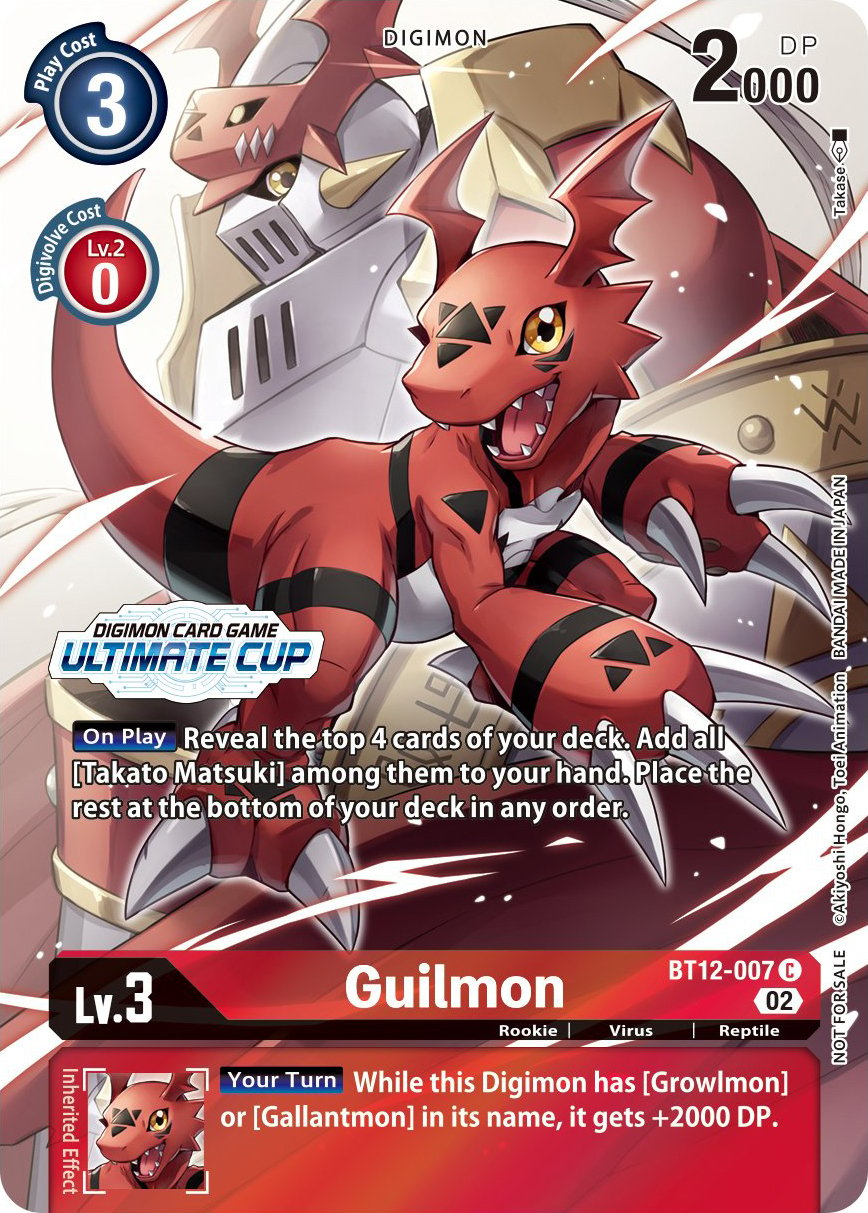 DIGIMON
Play Cost
3
DP
2000
Digivolve Cost
Lv.2
0
Takase
DIGIMON CARD GAME
ULTIMATE CUP
On Play Reveal the top 4 cards of your deck. Add all
[Takato Matsuki] among them to your hand. Place the
rest at the bottom of your deck in any order.
©Akiyoshi Hongo, Toei Animation BANDAI MADE IN JAPAN
NOT FOR SALE
Lv.3
Guilmon
BT12-007 C
02
Rookie | Virus | Reptile
Inherited Effect
Your Turn While this Digimon has [Growlmon]
or [Gallantmon] in its name, it gets +2000 DP.